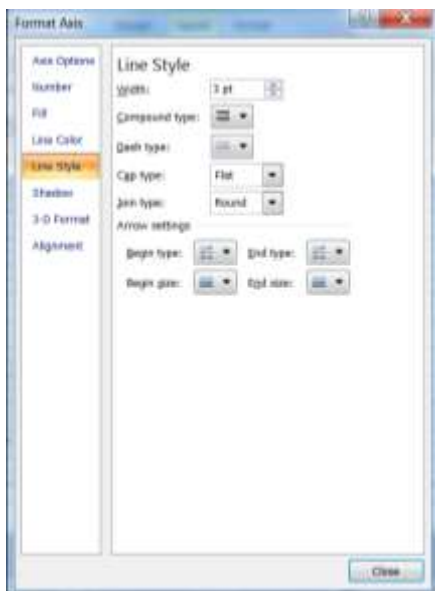 Format Axis
Axis Options
Number
Fill
Line Color
Line Style
Shadow
3-D Format
Alignment
Line Style
Width: 3 pt
Compound type:
Dash type:
Cap type: Flat
Join type: Round
Arrow settings
Begin type: End type:
Begin size: End size:
Close